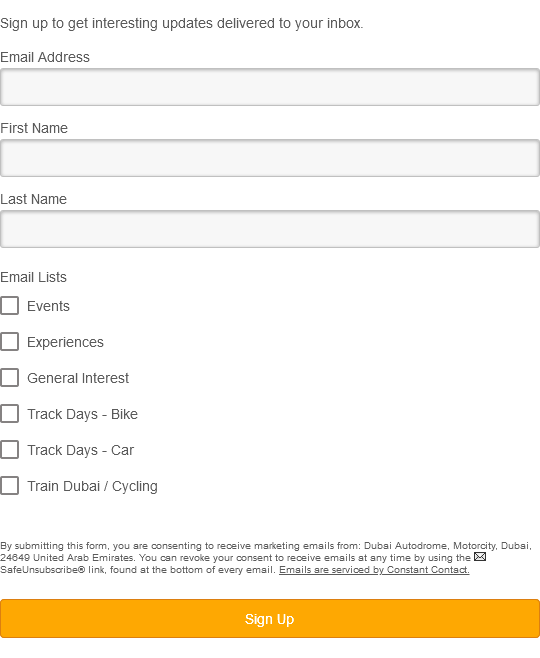 Sign up to get interesting updates delivered to your inbox.
Email Address
First Name
Last Name
Email Lists
Events
Experiences
General Interest
Track Days - Bike
Track Days - Car
Train Dubai / Cycling
By submitting this form, you are consenting to receive marketing emails from: Dubai Autodrome, Motorcity, Dubai,
24649 United Arab Emirates. You can revoke your consent to receive emails at any time by using the
SafeUnsubscribe® link, found at the bottom of every email. Emails are serviced by Constant Contact.
Sign Up